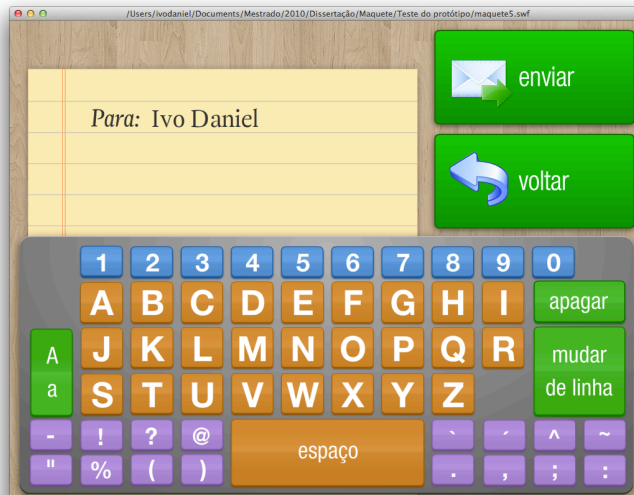 /Users/ivodaniel/Documents/Mestrado/2010/Dissertação/Maquete/Teste do protótipo/maquete5.swf
Para: Ivo Daniel
enviar
voltar
1 2 3 4 5 6 7 8 9 0
A B C D E F G H I
apagar
A
a
J K L M N O P Q R
mudar
de linha
S T U V W X Y Z
- ! ? @
espaço
` ´ ^ ~
" % ( )
. , ; :